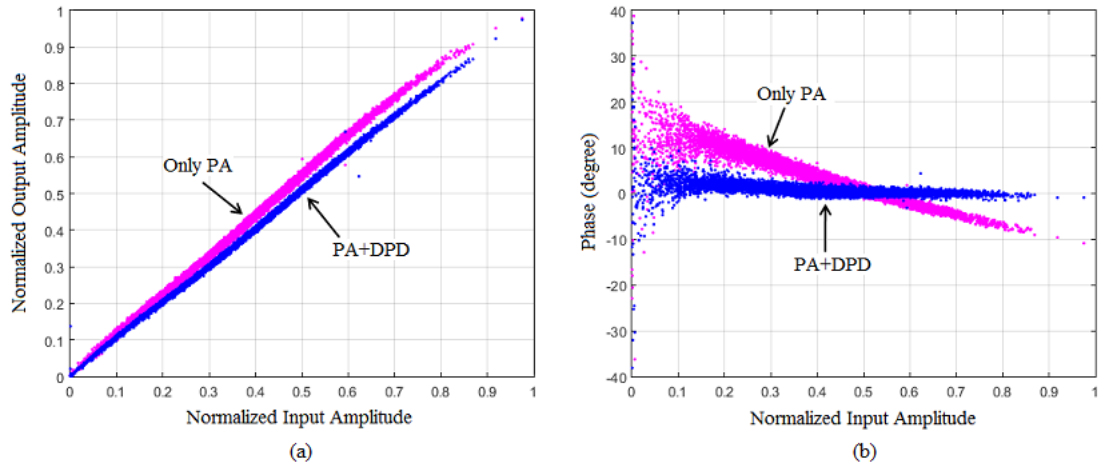 Normalized Output Amplitude
1
0.9
0.8
0.7
0.6
0.5
0.4
0.3
0.2
0.1
0
Only PA
PA+DPD
0 0.1 0.2 0.3 0.4 0.5 0.6 0.7 0.8 0.9 1
Normalized Input Amplitude
(a)
Phase (degree)
40
30
20
10
0
-10
-20
-30
-40
Only PA
PA+DPD
0 0.1 0.2 0.3 0.4 0.5 0.6 0.7 0.8 0.9 1
Normalized Input Amplitude
(b)